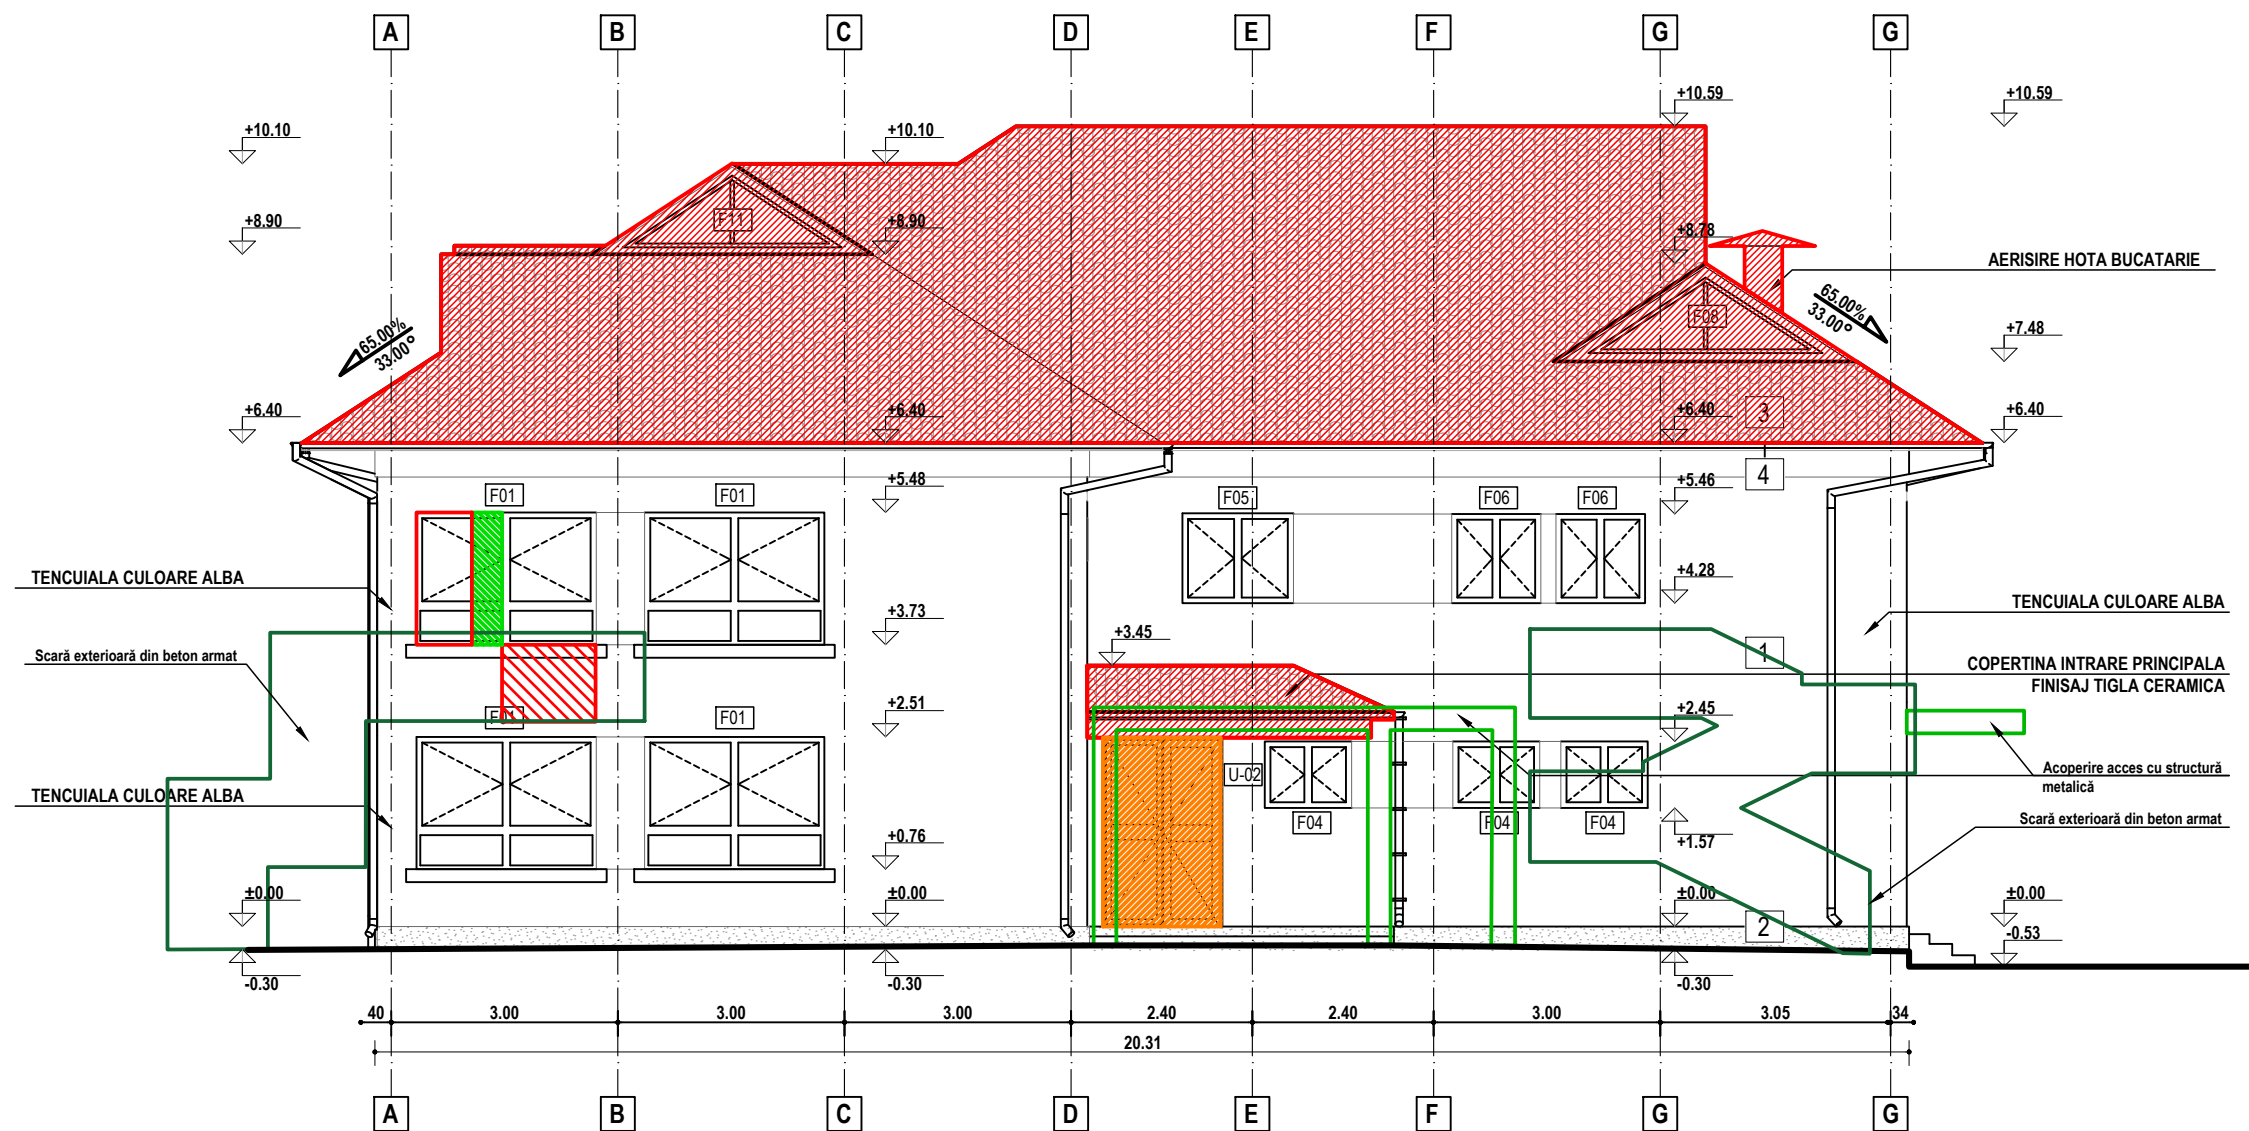 A B C D E F G G
+10.59 +10.59
+10.10 +10.10
F11
+8.90 +8.90 +8.78
AERISIRE HOTA BUCATARIE
65.00%
33.00°
65.00%
33.00°
F08
+7.48
+6.40 +6.40 +6.40 3 +6.40
4
F01 F01 +5.48 F05 F06 F06 +5.46
TENCUIALA CULOARE ALBA
+4.28
TENCUIALA CULOARE ALBA
+3.73
+3.45
Scară exterioară din beton armat
1
COPERTINA INTRARE PRINCIPALA
FINISAJ TIGLA CERAMICA
F01 F01 +2.51 +2.45
U-02
Acoperire acces cu structură
metalică
TENCUIALA CULOARE ALBA
F04 F04 F04
Scară exterioară din beton armat
+0.76 +1.57
±0.00 ±0.00 ±0.00 ±0.00
2
-0.53
-0.30 -0.30 -0.30
40 3.00 3.00 3.00 2.40 2.40 3.00 3.05 34
20.31
A B C D E F G G